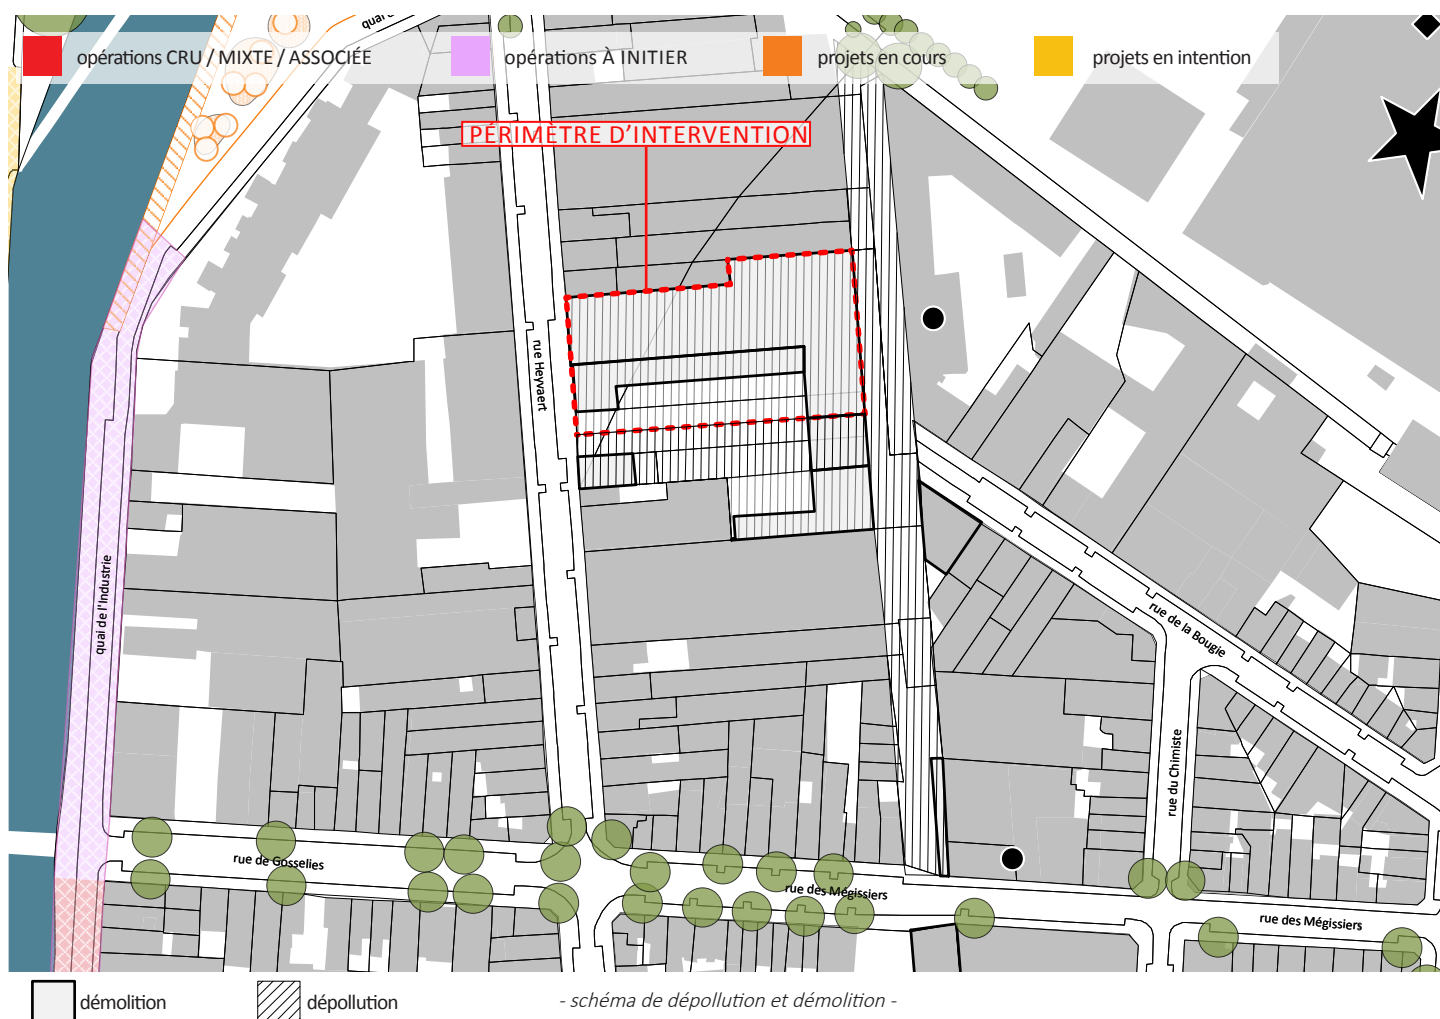 quai d
opérations CRU / MIXTE / ASSOCIÉE
opérations À INITIER
projets en cours
projets en intention
PÉRIMÈTRE D'INTERVENTION
rue Heyvaert
quai de l'Industrie
rue de la Bougie
rue du Chimiste
rue de Gosselies
rue des Mégissiers
rue des Mégissiers
démolition
dépollution
- schéma de dépollution et démolition -